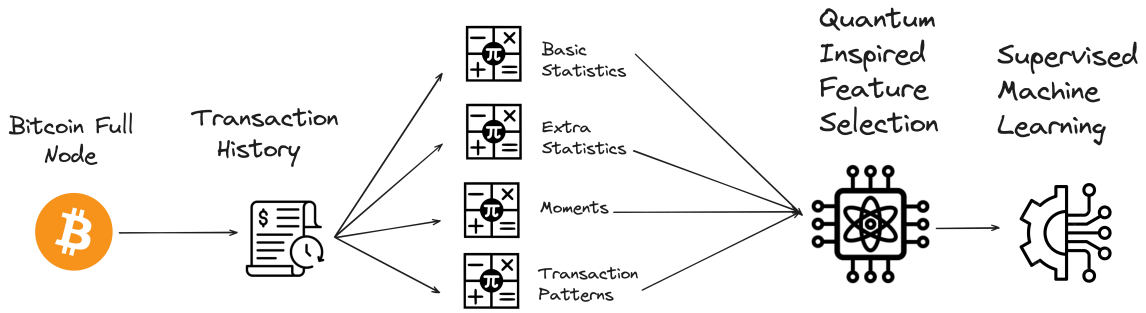 Bitcoin Full
Node
Transaction
History
$
− ×
π
+ =
Basic
Statistics
− ×
π
+ =
Extra
Statistics
− ×
π
+ =
Moments
− ×
π
+ =
Transaction
Patterns
Quantum
Inspired
Feature
Selection
Supervised
Machine
Learning